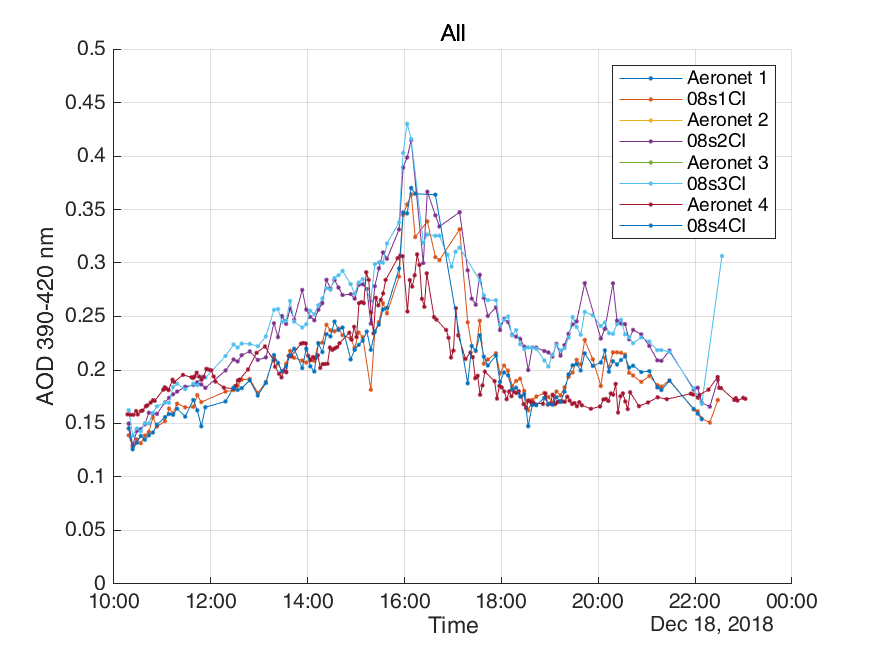 All
0.5
0.45
0.4
0.35
0.3
0.25
0.2
0.15
0.1
0.05
0
AOD 390-420 nm
Aeronet 1
08s1CI
Aeronet 2
08s2CI
Aeronet 3
08s3CI
Aeronet 4
08s4CI
10:00 12:00 14:00 16:00 18:00 20:00 22:00 00:00
Time
Dec 18, 2018